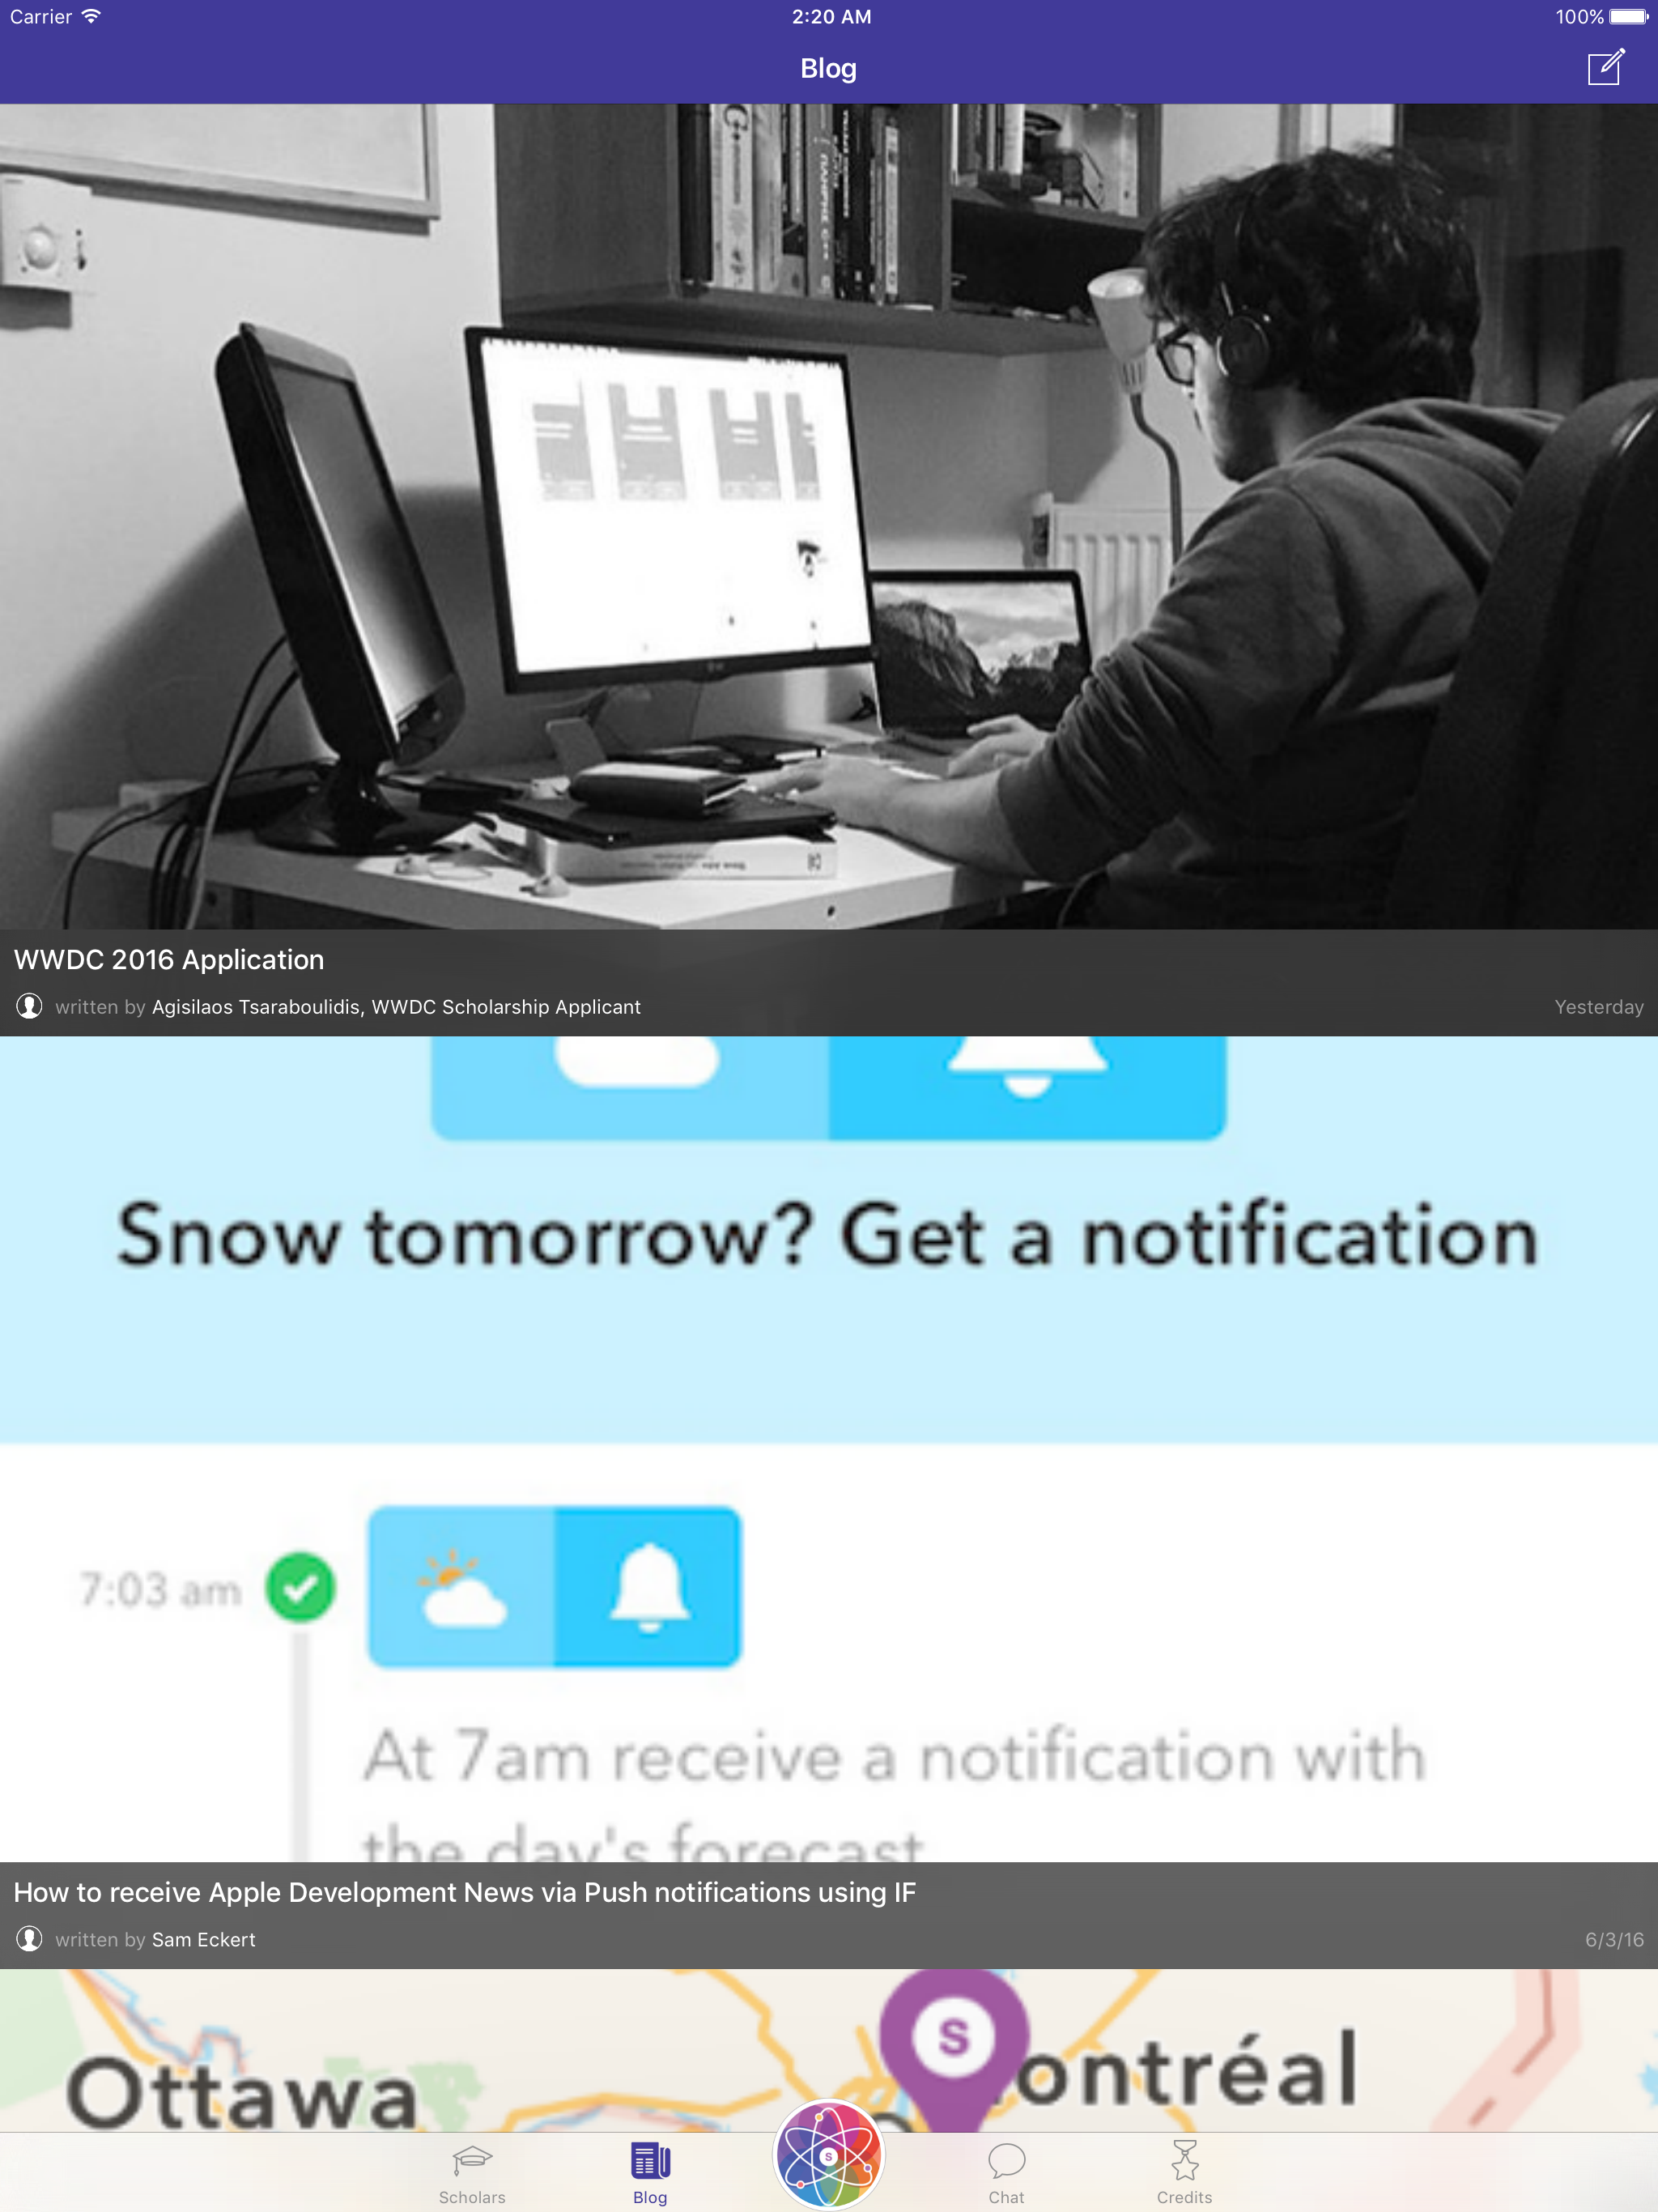 Carrier
2:20 AM
100%
Blog
WWDC 2016 Application
written by Agisilaos Tsaraboulidis, WWDC Scholarship Applicant
Yesterday
Snow tomorrow? Get a notification
7:03 am
At 7am receive a notification with
the day's forecast
How to receive Apple Development News via Push notifications using IF
written by Sam Eckert
6/3/16
S
Ottawa
ontréal
S
Scholars
Blog
Chat
Credits